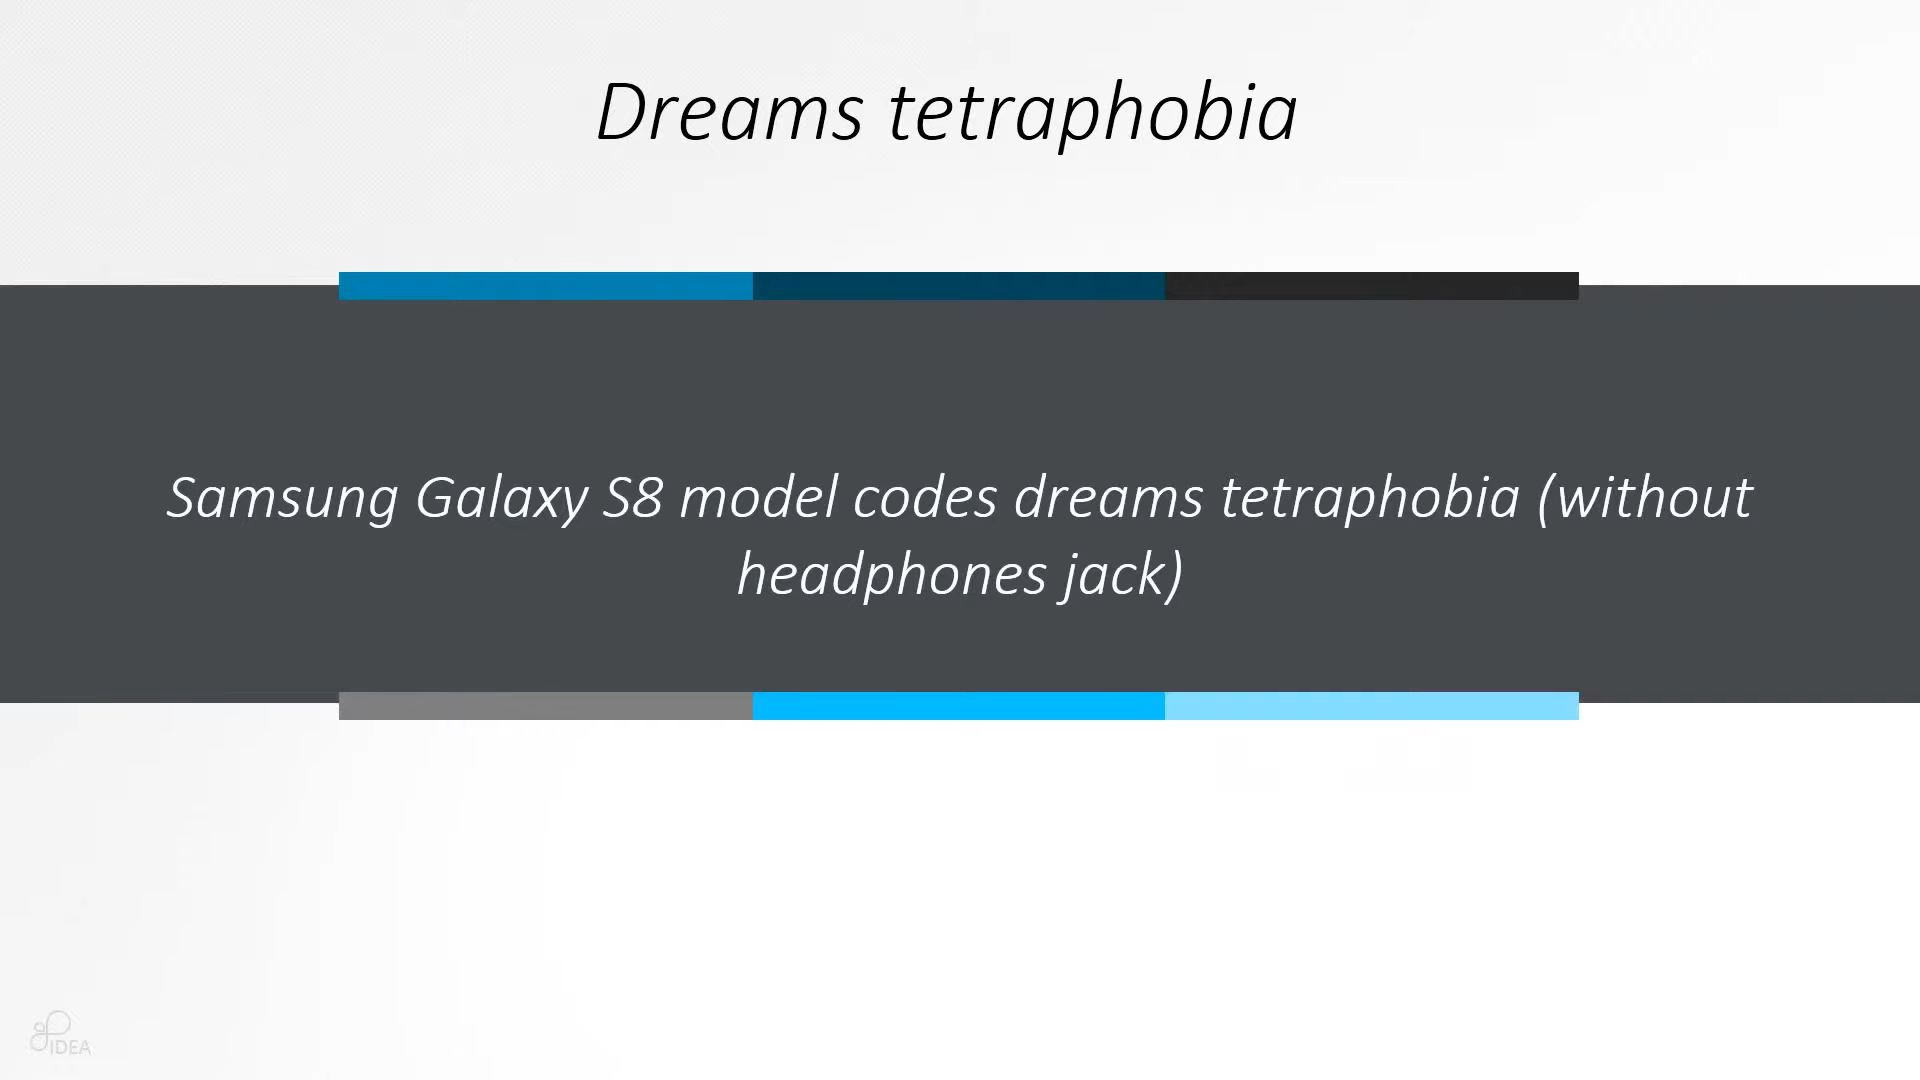 Dreams tetraphobia
Samsung Galaxy S8 model codes dreams tetraphobia (without
headphones jack)
IDEA